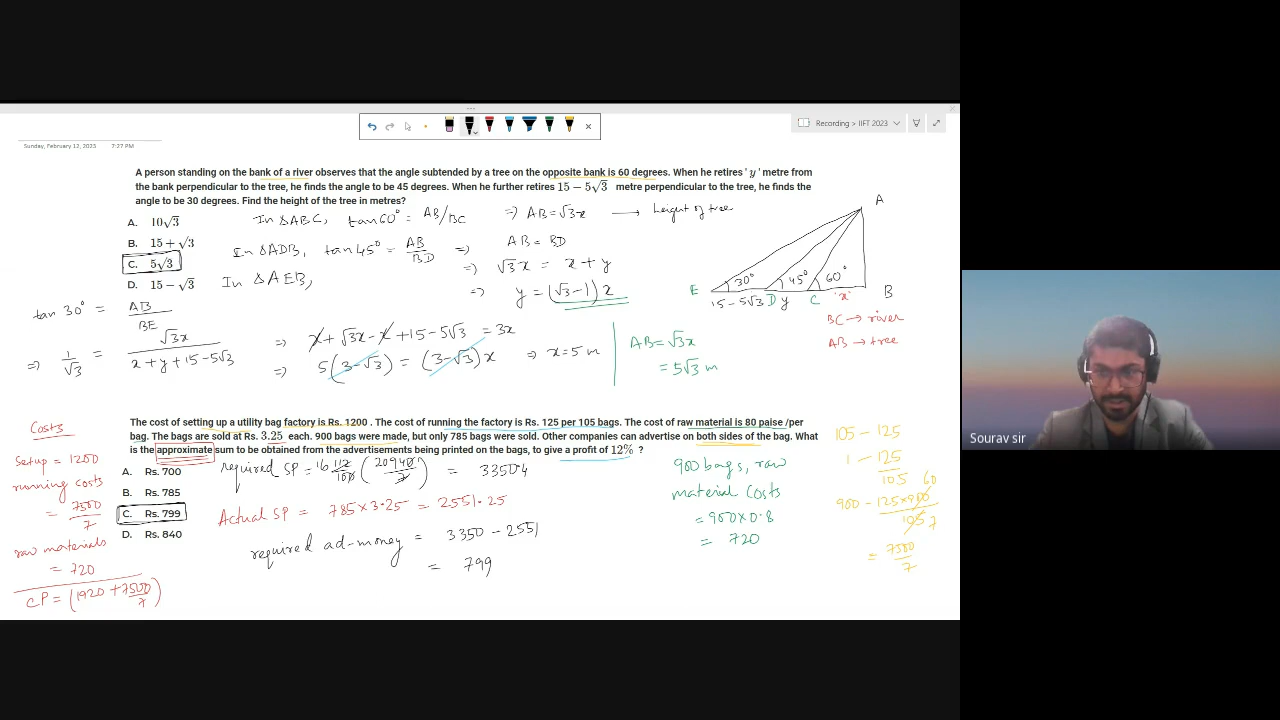 Recording > IIFT 2023
Sunday, February 12, 2023 7:27 PM
A person standing on the bank of a river observes that the angle subtended by a tree on the opposite bank is 60 degrees. When he retires 'y' metre from
the bank perpendicular to the tree, he finds the angle to be 45 degrees. When he further retires 15 − 5√3 metre perpendicular to the tree, he finds the
angle to be 30 degrees. Find the height of the tree in metres?
A. 10√3
B. 15 + √3
C. 5√3
D. 15 − √3
In △ABC, tan60° = AB/BC ⇒ AB = √3x → height of tree
In △ADB, tan45° = AB/BD ⇒ AB = BD
⇒ √3x = x + y
⇒ y = (√3−1)x
In △AEB,
tan 30° = AB/BE
⇒ 1/√3 = √3x/(x+y+15−5√3)
⇒ x + √3x − x + 15 − 5√3 = 3x
⇒ 5(3−√3) = (3−√3)x ⇒ x = 5 m
AB = √3x
= 5√3 m
A
30° 45° 60°
E 15−5√3 D y C 'x' B
BC → river
AB → tree
The cost of setting up a utility bag factory is Rs. 1200 . The cost of running the factory is Rs. 125 per 105 bags. The cost of raw material is 80 paise /per
bag. The bags are sold at Rs. 3.25 each. 900 bags were made, but only 785 bags were sold. Other companies can advertise on both sides of the bag. What
is the approximate sum to be obtained from the advertisements being printed on the bags, to give a profit of 12% ?
A. Rs. 700
B. Rs. 785
C. Rs. 799
D. Rs. 840
Costs
Setup = 1200
running costs
= 7500/7
raw materials
= 720
CP = (1920 + 7500/7)
required SP =
Actual SP = 785 × 3.25 = 2551.25
required ad-money = 3350 − 2551
= 799
900 bags, raw
material costs
= 900×0.8
= 720
105 − 125
1 − 125/105
900 − 125×900/105
60
7
= 7500/7
Sourav sir